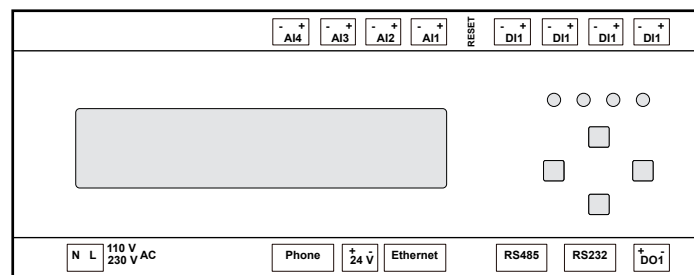 - + - + - + - + RESET - + - + - + - +
AI4 AI3 AI2 AI1 DI1 DI1 DI1 DI1
N L 110 V AC Phone + - Ethernet RS485 RS232 + -
230 V 24 V DO1